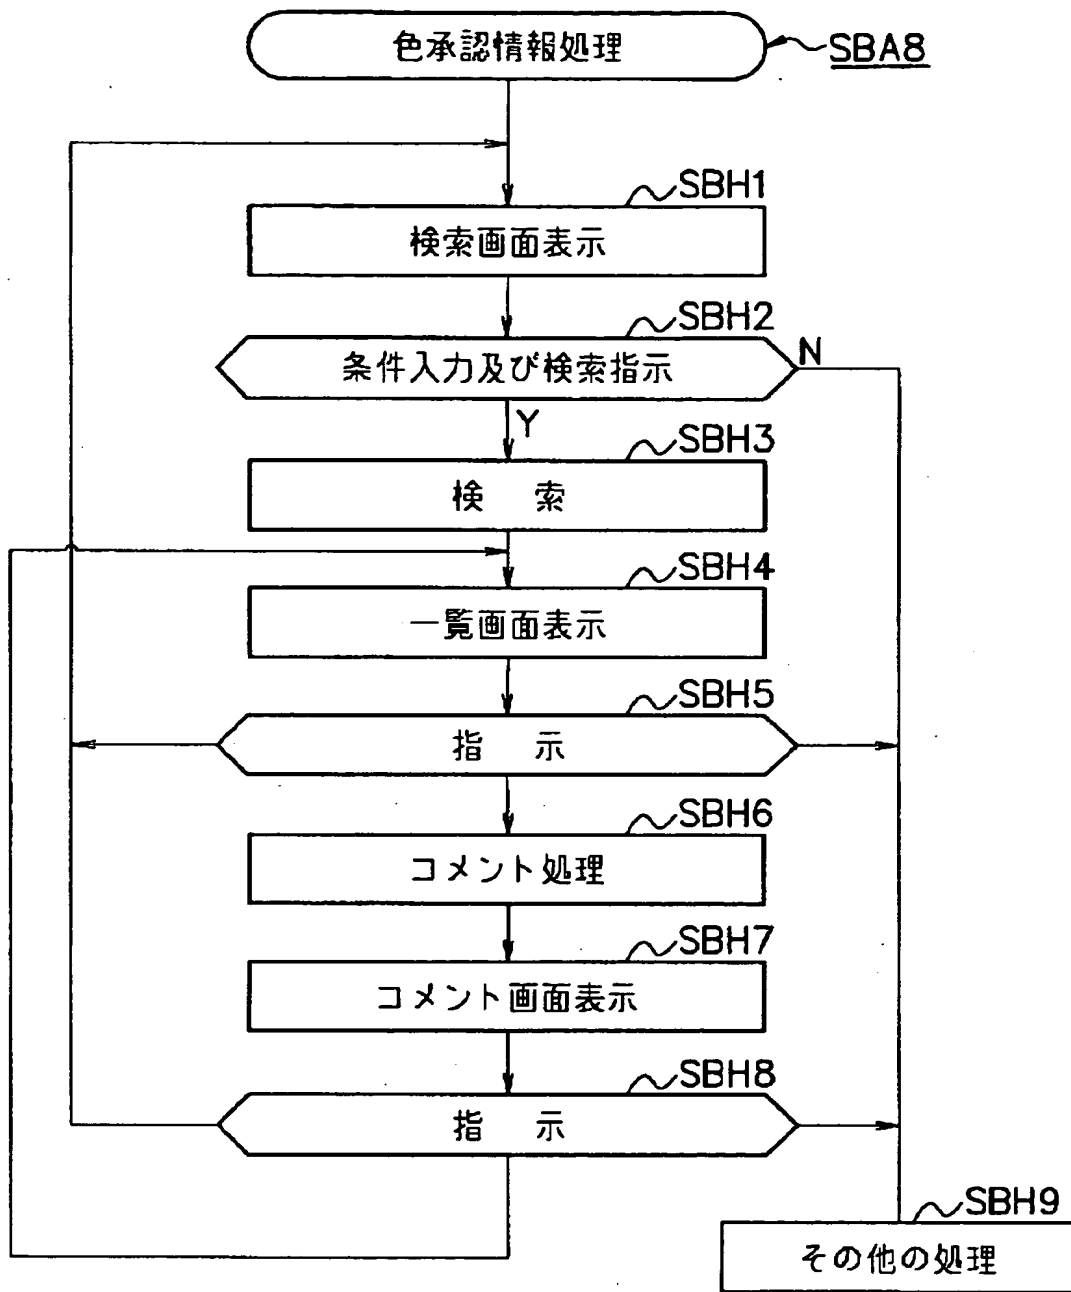 色承認情報処理
SBA8
SBH1
検索画面表示
SBH2
条件入力及び検索指示
N
Y
SBH3
検 索
SBH4
一覧画面表示
SBH5
指 示
SBH6
コメント処理
SBH7
コメント画面表示
SBH8
指 示
SBH9
その他の処理